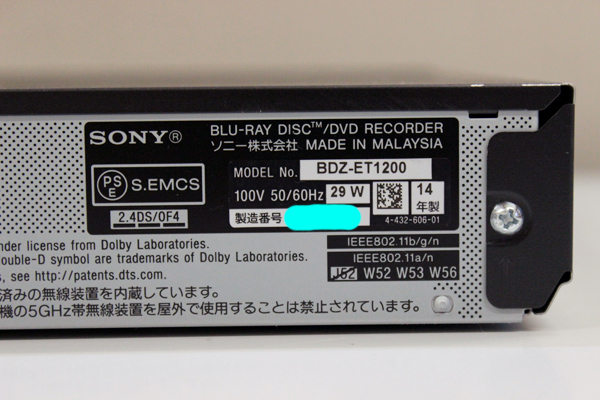 SONY®
BLU-RAY DISC™/DVD RECORDER
ソニー株式会社 MADE IN MALAYSIA
PSE S.EMCS
MODEL No. BDZ-ET1200
100V 50/60Hz 29 W 14年製
2.4DS/OF4
製造番号
4-432-606-01
nder license from Dolby Laboratories.
ouble-D symbol are trademarks of Dolby Laboratories.
s, see http://patents.dts.com.
IEEE802.11b/g/n
IEEE802.11a/n
J52 W52 W53 W56
済みの無線装置を内蔵しています。
機の5GHz帯無線装置を屋外で使用することは禁止されています。